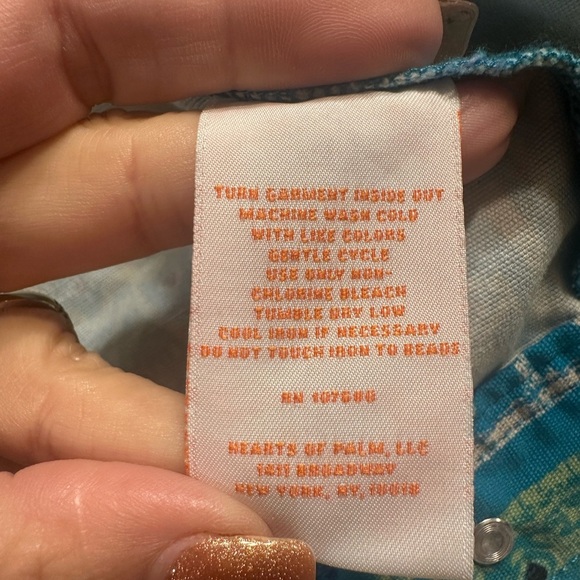 TURN GARMENT INSIDE OUT
MACHINE WASH COLD
WITH LIKE COLORS
GENTLE CYCLE
USE ONLY NON-
CHLORINE BLEACH
TUMBLE DRY LOW
COOL IRON IF NECESSARY
DO NOT TOUCH IRON TO BEADS
RN
HEARTS OF PALM, LLC
1411 BROADWAY
NEW YORK, NY, 10018